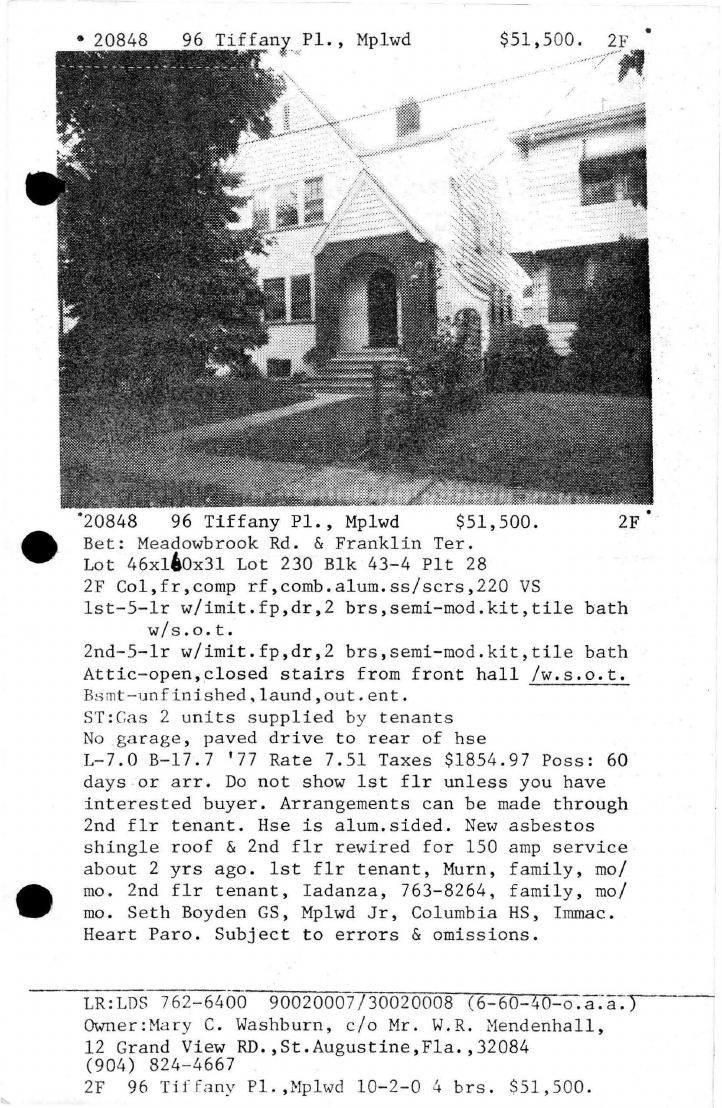 20848 96 Tiffany Pl., Mplwd $51,500. 2F
20848 96 Tiffany Pl., Mplwd $51,500. 2F
Bet: Meadowbrook Rd. & Franklin Ter.
Lot 46x160x31 Lot 230 Blk 43-4 Plt 28
2F Col,fr,comp rf,comb.alum.ss/scrs,220 VS
1st-5-lr w/imit.fp,dr,2 brs,semi-mod.kit,tile bath
w/s.o.t.
2nd-5-lr w/imit.fp,dr,2 brs,semi-mod.kit,tile bath
Attic-open,closed stairs from front hall /w.s.o.t.
Bsmt-unfinished,laund,out.ent.
ST:Gas 2 units supplied by tenants
No garage, paved drive to rear of hse
L-7.0 B-17.7 '77 Rate 7.51 Taxes $1854.97 Poss: 60
days or arr. Do not show 1st flr unless you have
interested buyer. Arrangements can be made through
2nd flr tenant. Hse is alum.sided. New asbestos
shingle roof & 2nd flr rewired for 150 amp service
about 2 yrs ago. 1st flr tenant, Murn, family, mo/
mo. 2nd flr tenant, Iadanza, 763-8264, family, mo/
mo. Seth Boyden GS, Mplwd Jr, Columbia HS, Immac.
Heart Paro. Subject to errors & omissions.
LR:LDS 762-6400 90020007/30020008 (6-60-40-o.a.a.)
Owner:Mary C. Washburn, c/o Mr. W.R. Mendenhall,
12 Grand View RD.,St.Augustine,Fla.,32084
(904) 824-4667
2F 96 Tiffany Pl.,Mplwd 10-2-0 4 brs. $51,500.